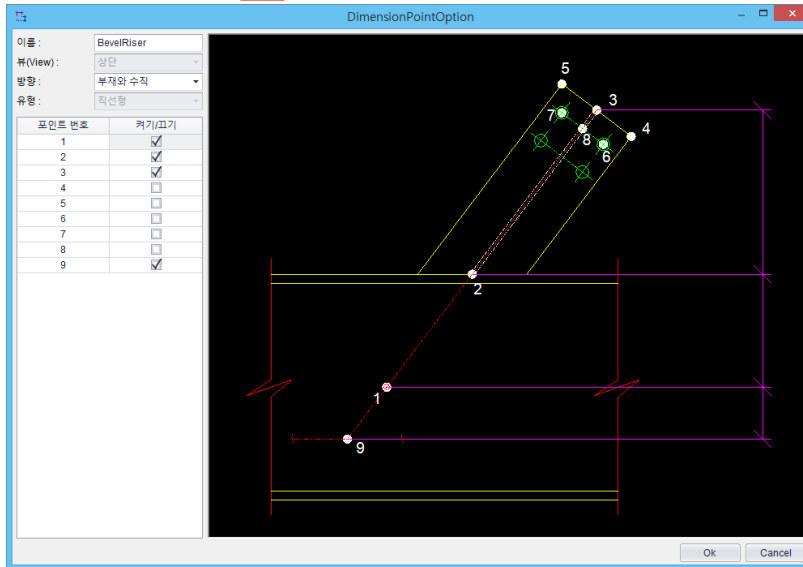 DimensionPointOption
이름 : BevelRiser
뷰(View) : 상단
방향 : 부재와 수직
유형 : 직선형
포인트 번호 켜기/끄기
1
2
3
4
5
6
7
8
9
5
3
7
4
8
6
2
1
9
Ok Cancel